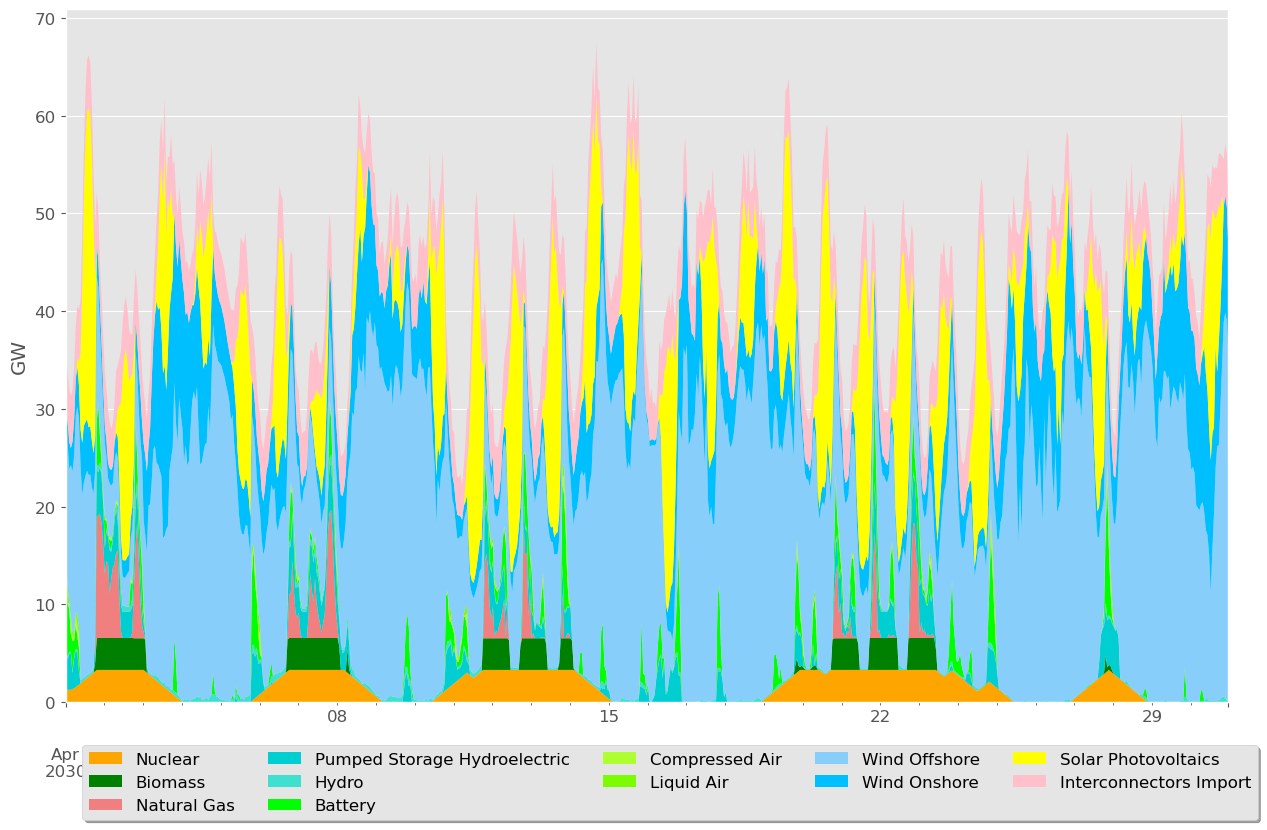 70
60
50
40
30
20
10
0
GW
08
15
22
29
Apr
2030
Nuclear
Biomass
Natural Gas
Pumped Storage Hydroelectric
Hydro
Battery
Compressed Air
Liquid Air
Wind Offshore
Wind Onshore
Solar Photovoltaics
Interconnectors Import